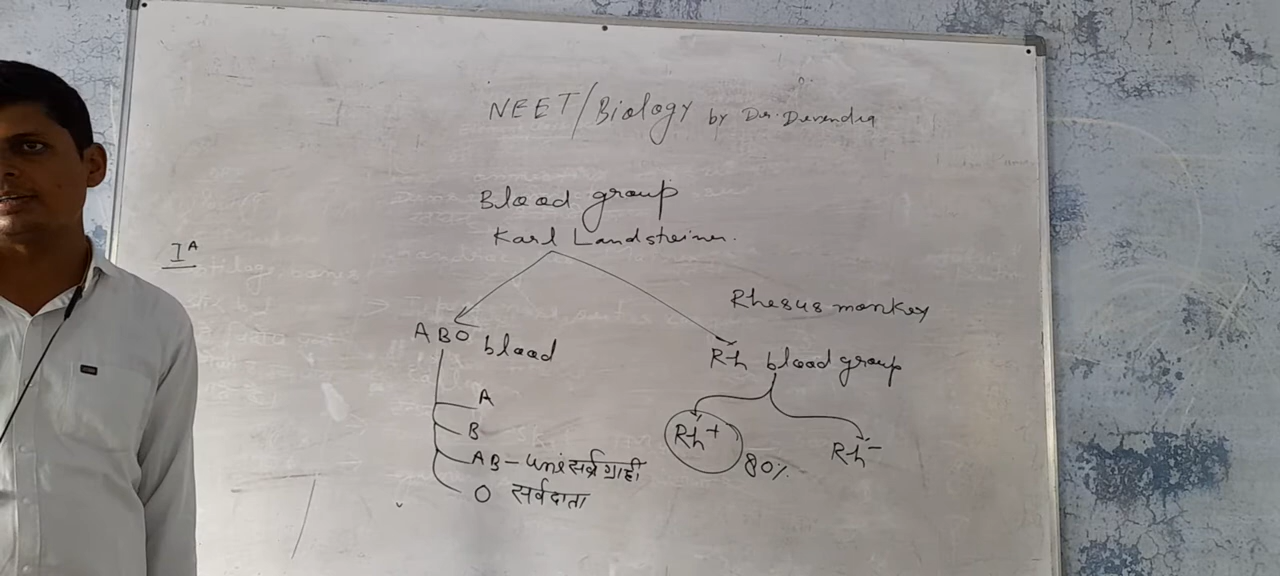 NEET/Biology by Dr. Devendra
Blood group
Karl Landsteiner.
I^A
Rhesus monkey
ABO blood
Rh blood group
A
B
AB - Uni सर्वग्राही
O सर्वदाता
Rh+
80%
Rh-